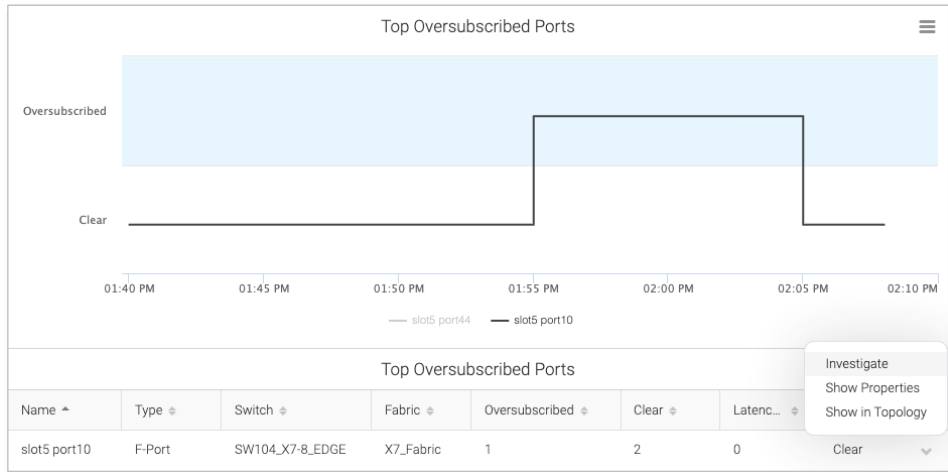 Top Oversubscribed Ports
Oversubscribed
Clear
01:40 PM 01:45 PM 01:50 PM 01:55 PM 02:00 PM 02:05 PM 02:10 PM
slot5 port44 slot5 port10
Top Oversubscribed Ports
Investigate
Show Properties
Show in Topology
Name Type Switch Fabric Oversubscribed Clear Latenc...
slot5 port10 F-Port SW104_X7-8_EDGE X7_Fabric 1 2 0 Clear